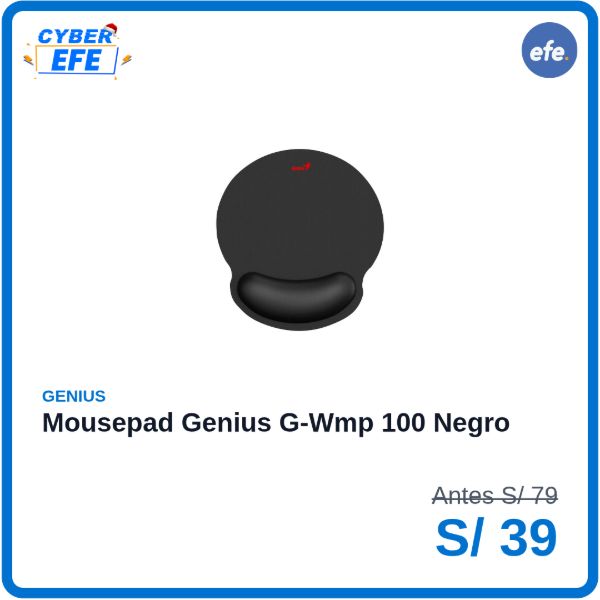 CYBER
EFE
efe.
GENIUS
Mousepad Genius G-Wmp 100 Negro
Antes S/ 79
S/ 39